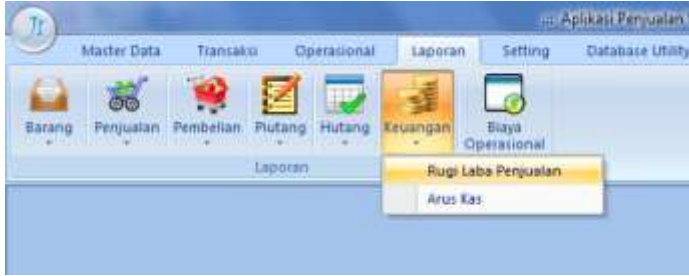 ::: Aplikasi Penjualan
Master Data Transaksi Operasional Laporan Setting Database Utility
Barang Penjualan Pembelian Piutang Hutang Keuangan Biaya Operasional
Laporan
Rugi Laba Penjualan
Arus Kas